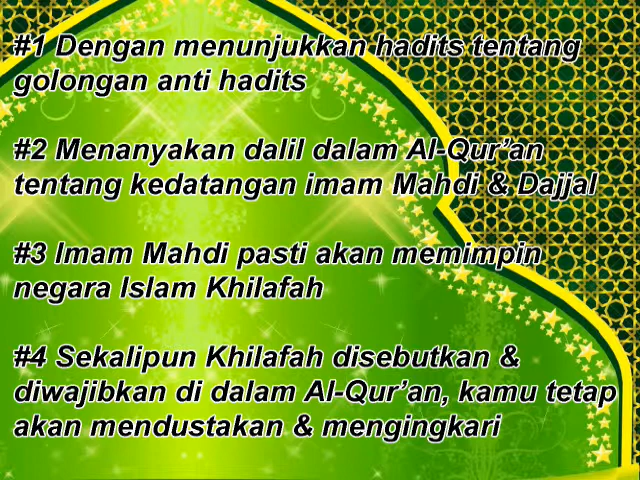 #1 Dengan menunjukkan hadits tentang
golongan anti hadits
#2 Menanyakan dalil dalam Al-Qur’an
tentang kedatangan imam Mahdi & Dajjal
#3 Imam Mahdi pasti akan memimpin
negara Islam Khilafah
#4 Sekalipun Khilafah disebutkan &
diwajibkan di dalam Al-Qur’an, kamu tetap
akan mendustakan & mengingkari